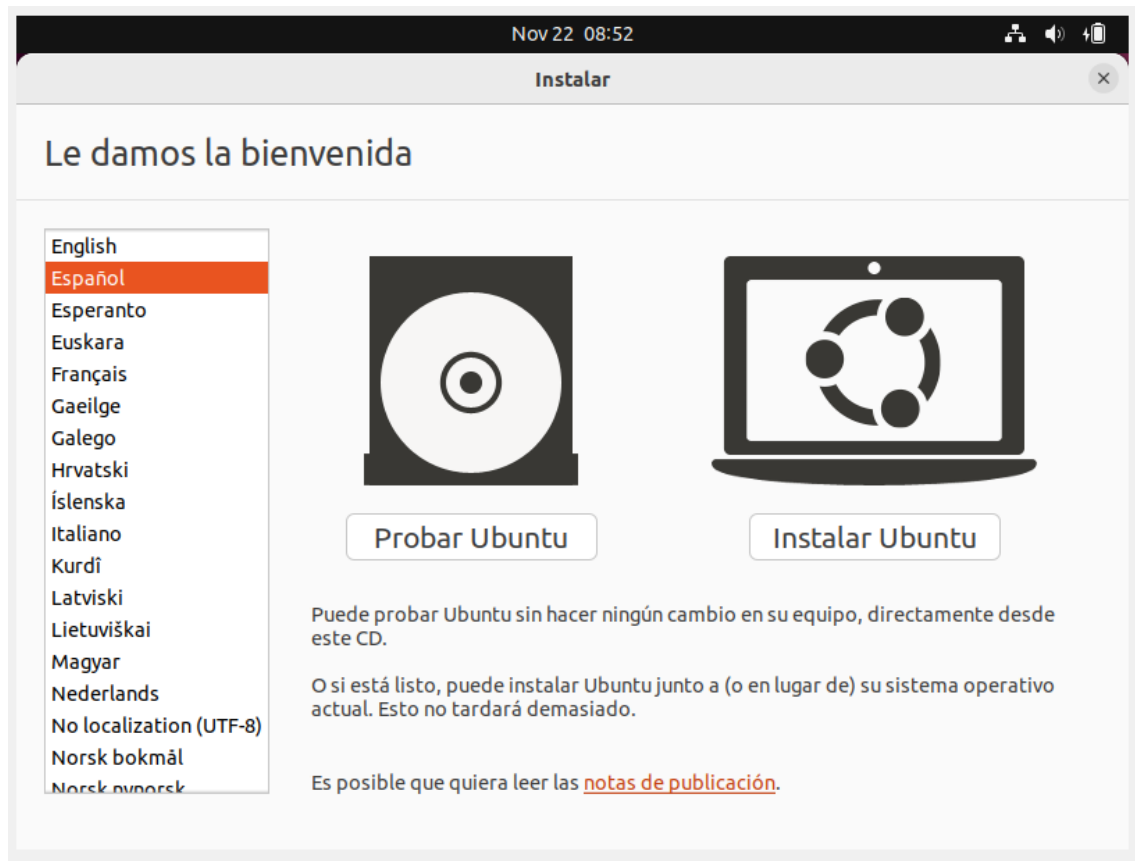 Nov 22 08:52
Instalar
Le damos la bienvenida
English
Español
Esperanto
Euskara
Français
Gaeilge
Galego
Hrvatski
Íslenska
Italiano
Kurdî
Latviski
Lietuviškai
Magyar
Nederlands
No localization (UTF-8)
Norsk bokmål
Norsk nynorsk
Probar Ubuntu
Instalar Ubuntu
Puede probar Ubuntu sin hacer ningún cambio en su equipo, directamente desde
este CD.
O si está listo, puede instalar Ubuntu junto a (o en lugar de) su sistema operativo
actual. Esto no tardará demasiado.
Es posible que quiera leer las notas de publicación.